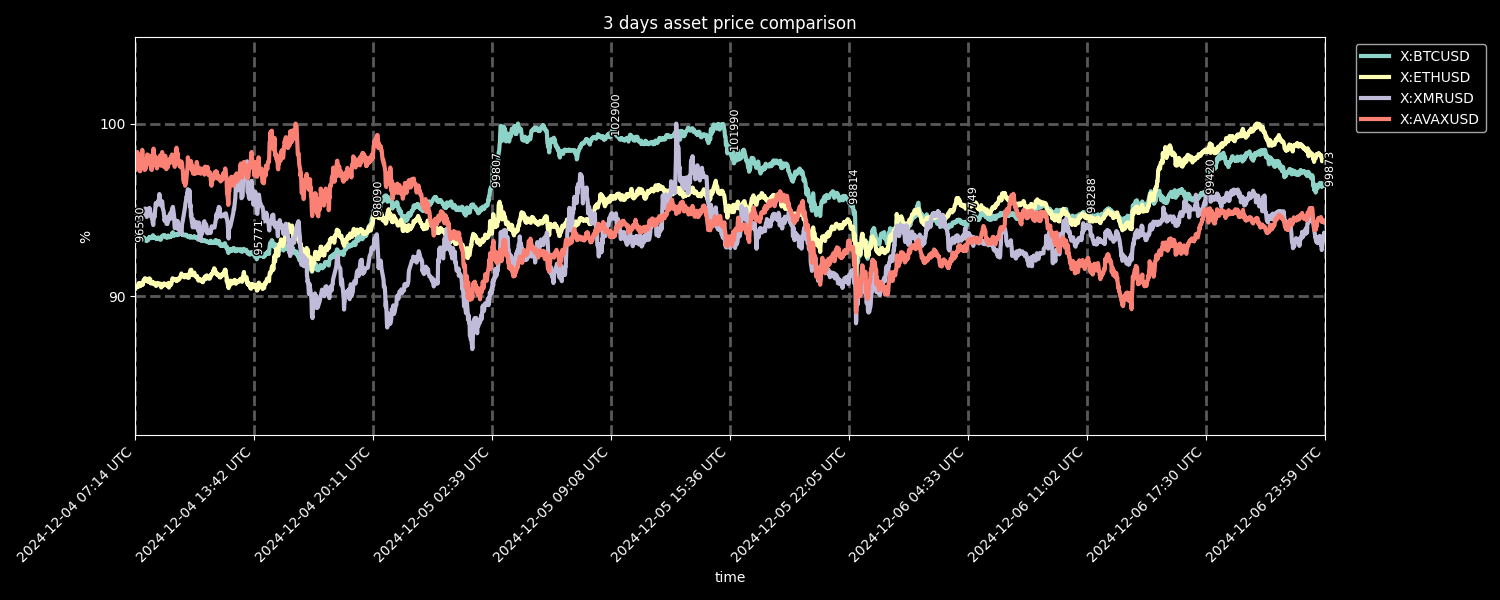 3 days asset price comparison
X:BTCUSD
X:ETHUSD
X:XMRUSD
X:AVAXUSD
100
90
%
96530
95771
98090
99807
102900
101990
98814
97749
98288
99420
99873
2024-12-04 07:14 UTC
2024-12-04 13:42 UTC
2024-12-04 20:11 UTC
2024-12-05 02:39 UTC
2024-12-05 09:08 UTC
2024-12-05 15:36 UTC
2024-12-05 22:05 UTC
2024-12-06 04:33 UTC
2024-12-06 11:02 UTC
2024-12-06 17:30 UTC
2024-12-06 23:59 UTC
time